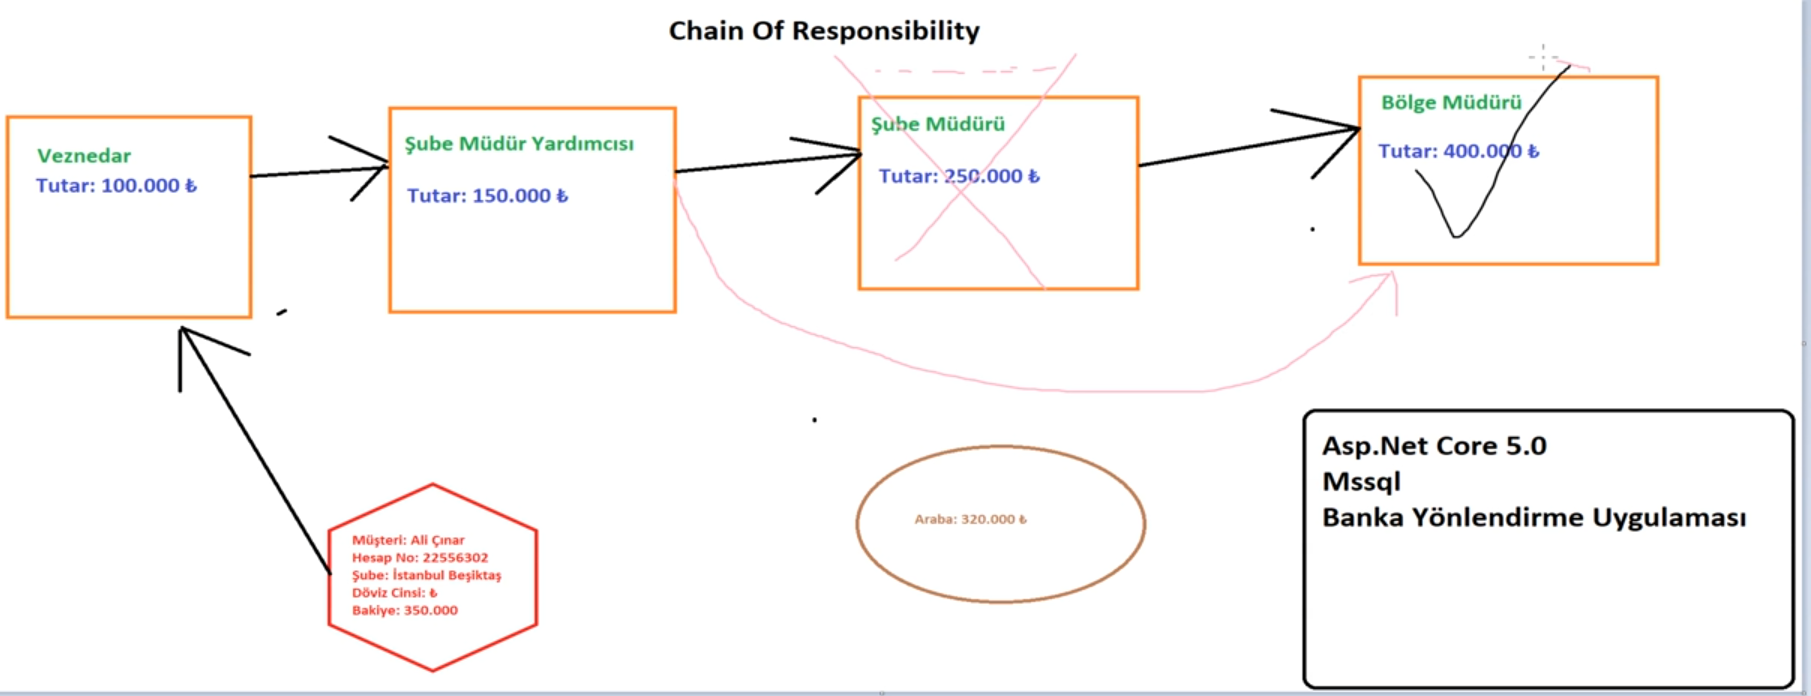 Chain Of Responsibility
Veznedar
Tutar: 100.000 ₺
Şube Müdür Yardımcısı
Tutar: 150.000 ₺
Şube Müdürü
Tutar: 250.000 ₺
Bölge Müdürü
Tutar: 400.000 ₺
Müşteri: Ali Çınar
Hesap No: 22556302
Şube: İstanbul Beşiktaş
Döviz Cinsi: ₺
Bakiye: 350.000
Araba: 320.000 ₺
Asp.Net Core 5.0
Mssql
Banka Yönlendirme Uygulaması